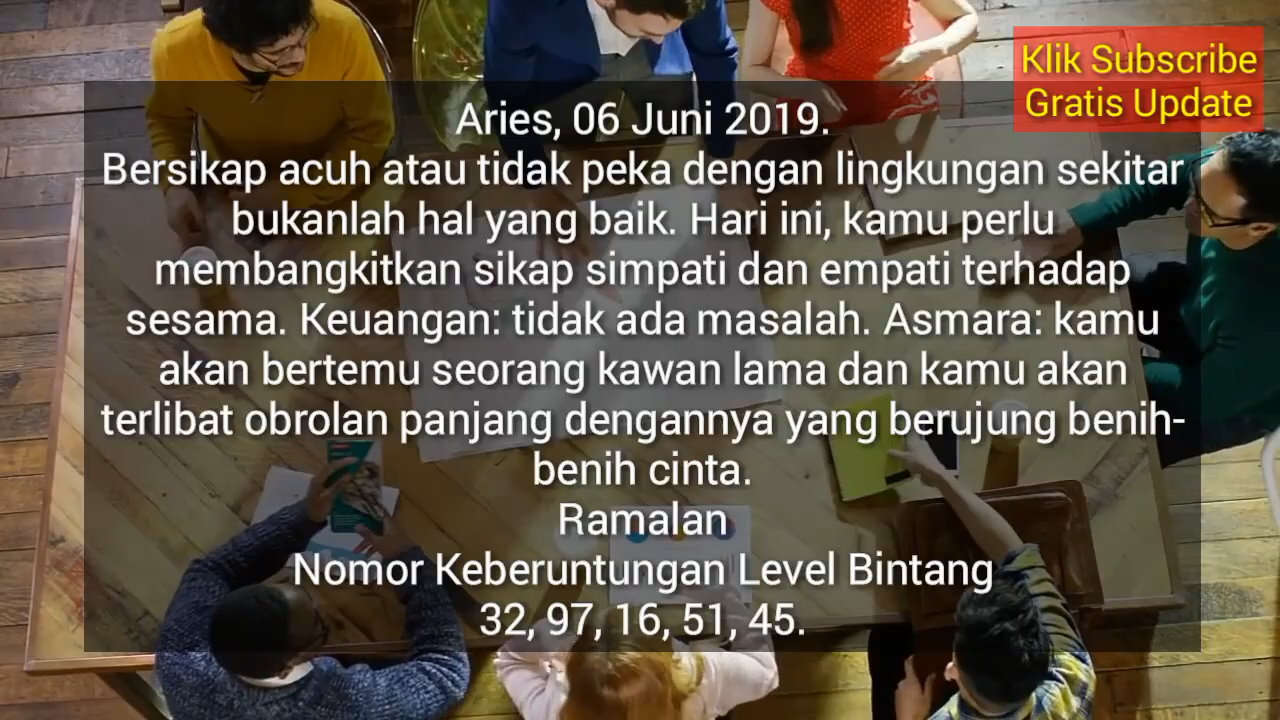 Klik Subscribe
Gratis Update
Aries, 06 Juni 2019.
Bersikap acuh atau tidak peka dengan lingkungan sekitar
bukanlah hal yang baik. Hari ini, kamu perlu
membangkitkan sikap simpati dan empati terhadap
sesama. Keuangan: tidak ada masalah. Asmara: kamu
akan bertemu seorang kawan lama dan kamu akan
terlibat obrolan panjang dengannya yang berujung benih-
benih cinta.
Ramalan
Nomor Keberuntungan Level Bintang
32, 97, 16, 51, 45.